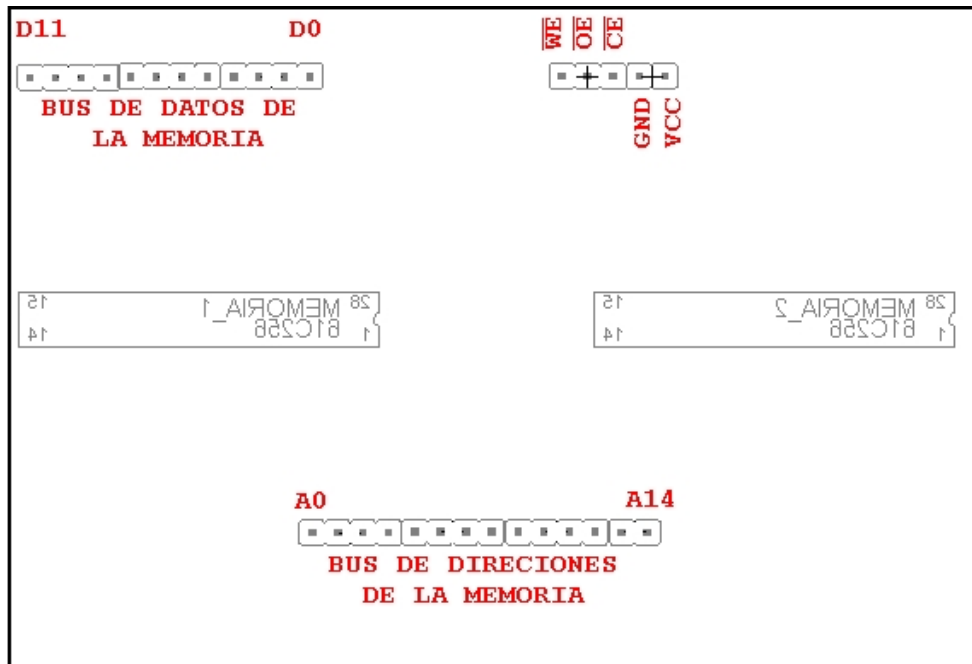 D11 D0
WE OE CE
BUS DE DATOS DE
LA MEMORIA
GND VCC
15 MEMORIA_1 28
14 61C256 1
15 MEMORIA_2 28
14 61C256 1
A0 A14
BUS DE DIRECIONES
DE LA MEMORIA